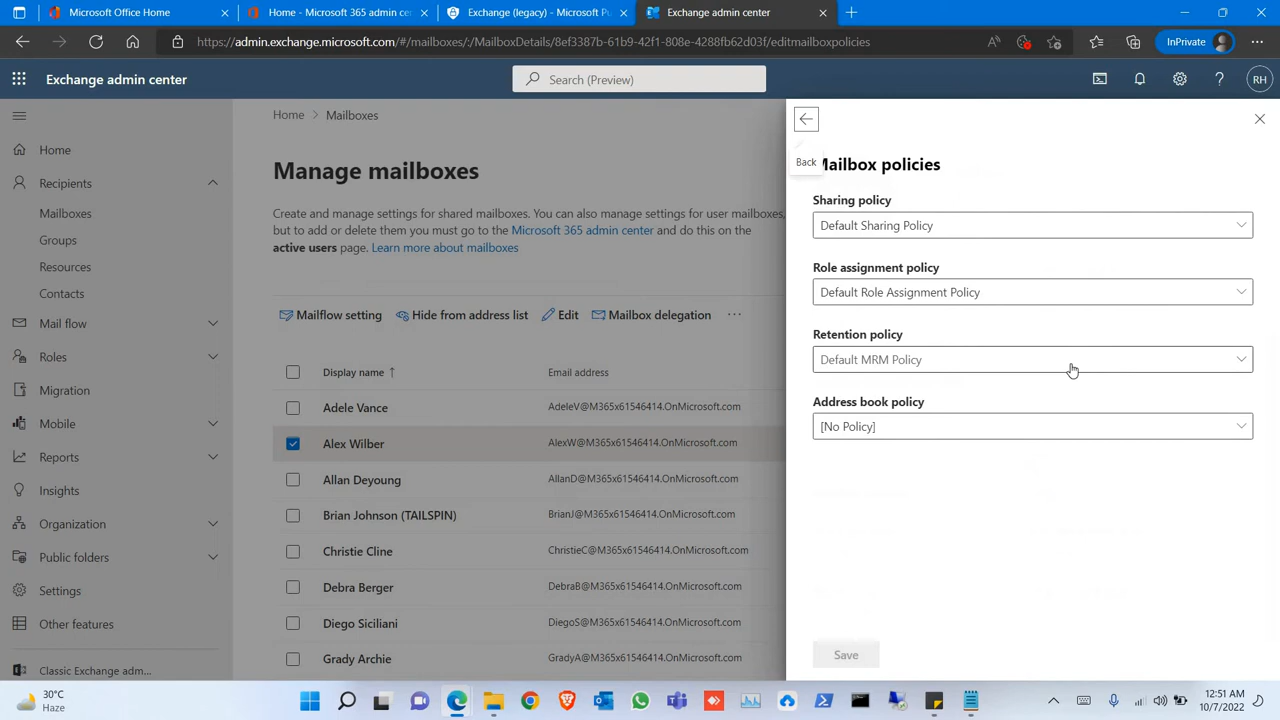 Microsoft Office Home
Home - Microsoft 365 admin cer
Exchange (legacy) - Microsoft Pu
Exchange admin center
https://admin.exchange.microsoft.com/#/mailboxes/:/MailboxDetails/8ef3387b-61b9-42f1-808e-4288fb62d03f/editmailboxpolicies
InPrivate
Exchange admin center
Search (Preview)
RH
Home
Recipients
Mailboxes
Groups
Resources
Contacts
Mail flow
Roles
Migration
Mobile
Reports
Insights
Organization
Public folders
Settings
Other features
Classic Exchange adm...
Home > Mailboxes
Manage mailboxes
Create and manage settings for shared mailboxes. You can also manage settings for user mailboxes,
but to add or delete them you must go to the Microsoft 365 admin center and do this on the
active users page. Learn more about mailboxes
Mailflow setting
Hide from address list
Edit
Mailbox delegation
Display name ↑
Email address
Adele Vance
AdeleV@M365x61546414.OnMicrosoft.com
Alex Wilber
AlexW@M365x61546414.OnMicrosoft.com
Allan Deyoung
AllanD@M365x61546414.OnMicrosoft.com
Brian Johnson (TAILSPIN)
BrianJ@M365x61546414.OnMicrosoft.com
Christie Cline
ChristieC@M365x61546414.OnMicrosoft.com
Debra Berger
DebraB@M365x61546414.OnMicrosoft.com
Diego Siciliani
DiegoS@M365x61546414.OnMicrosoft.com
Grady Archie
GradyA@M365x61546414.OnMicrosoft.com
Back
Mailbox policies
Sharing policy
Default Sharing Policy
Role assignment policy
Default Role Assignment Policy
Retention policy
Default MRM Policy
Address book policy
[No Policy]
Save
30°C
Haze
12:51 AM
10/7/2022